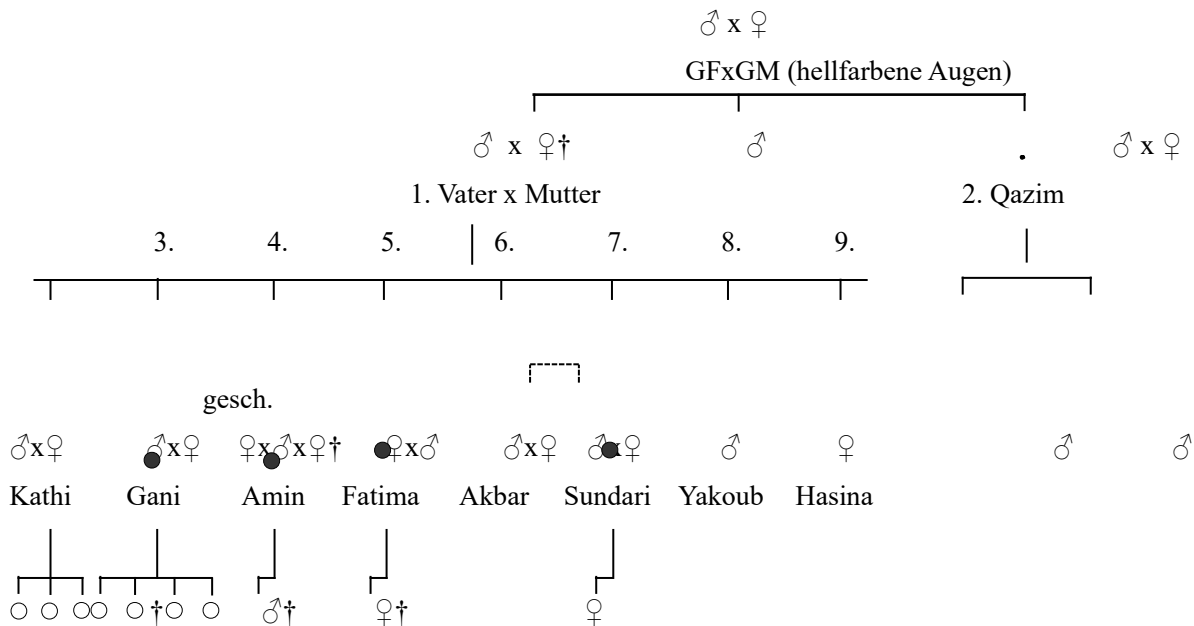 ♂ x ♀
GFxGM (hellfarbene Augen)
♂ x ♀† ♂ . ♂ x ♀
1. Vater x Mutter 2. Qazim
3. 4. 5. 6. 7. 8. 9.
gesch.
♂x♀ ♂x♀ ♀x♂x♀† ♀x♂ ♂x♀ ♂x♀ ♂ ♀ ♂ ♂
Kathi Gani Amin Fatima Akbar Sundari Yakoub Hasina
○ ○ ○○ ○†○ ○ ♂† ♀† ♀